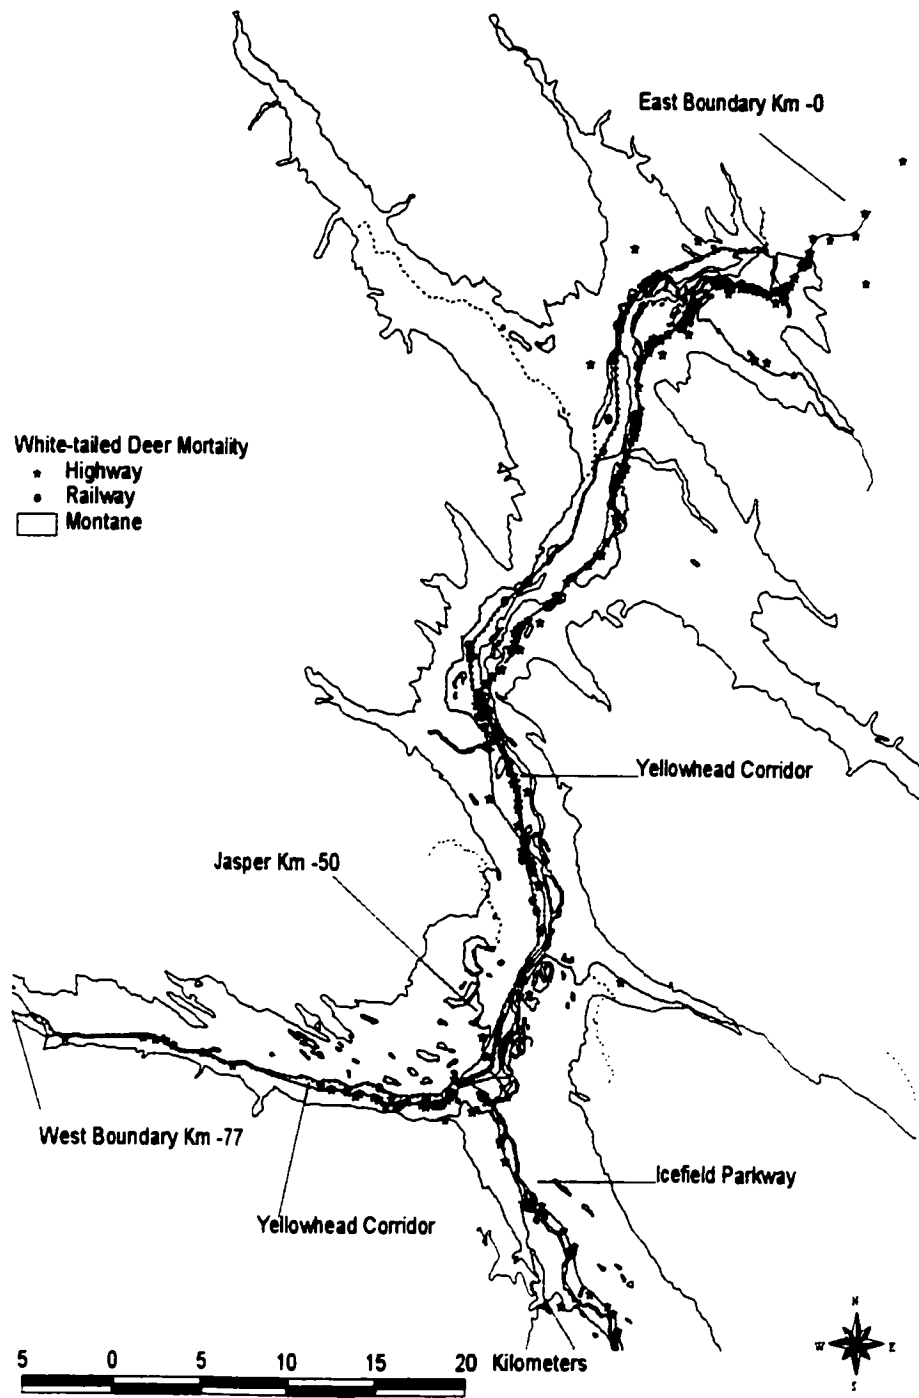 East Boundary Km -0
White-tailed Deer Mortality
Highway
Railway
Montane
Yellowhead Corridor
Jasper Km -50
West Boundary Km -77
Icefield Parkway
Yellowhead Corridor
5 0 5 10 15 20 Kilometers
N
W E
S